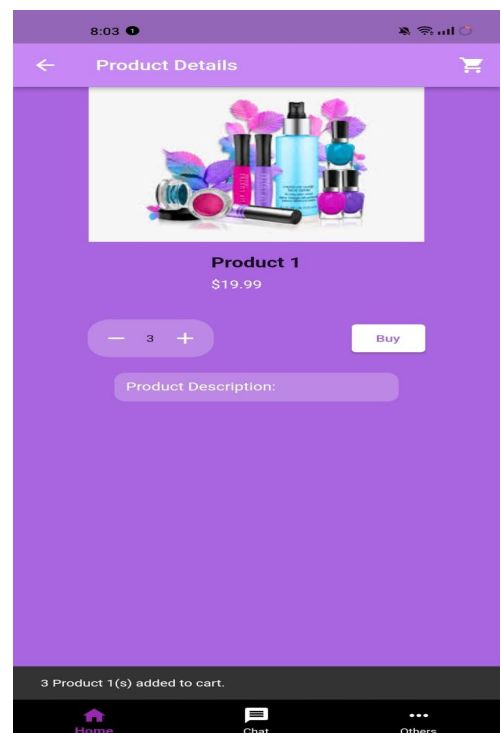 8:03 1
Product Details
Product 1
$19.99
3
Buy
Product Description:
3 Product 1(s) added to cart.
Home
Chat
Others